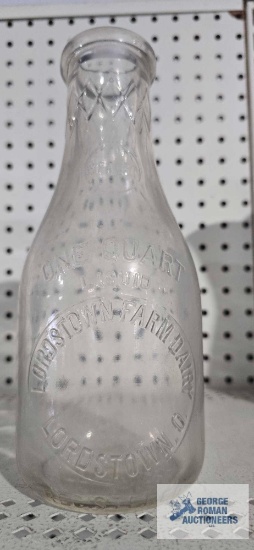 ONE QUART
LIQUID
LORDSTOWN FARM DAIRY
LORDSTOWN, O.
GEORGE
ROMAN
AUCTIONEERS